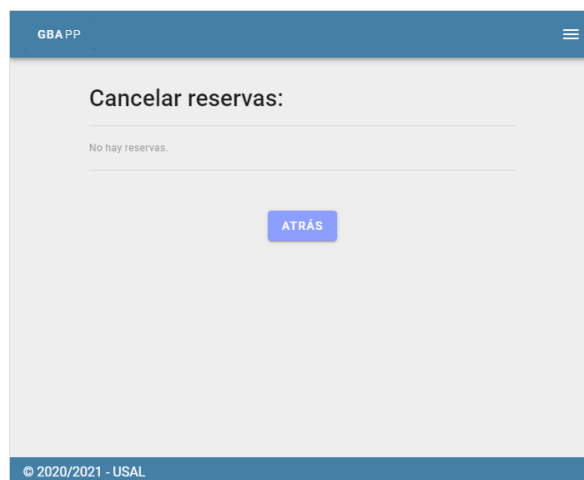 GBAPP
Cancelar reservas:
No hay reservas.
ATRÁS
© 2020/2021 - USAL